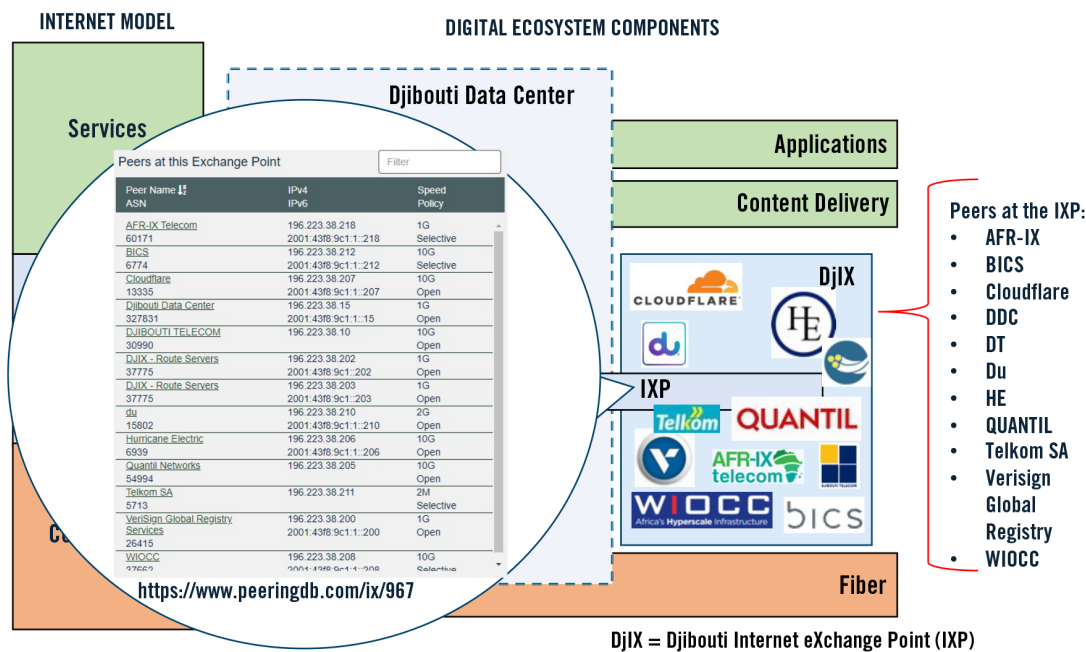 INTERNET MODEL
DIGITAL ECOSYSTEM COMPONENTS
Services
Djibouti Data Center
Applications
Content Delivery
Peers at this Exchange Point
Filter
Peer Name IPv4 Speed
ASN IPv6 Policy
AFR-IX Telecom 196.223.38.218 1G
60171 2001:43f8:9c1:1::218 Selective
BICS 196.223.38.212 10G
6774 2001:43f8:9c1:1::212 Selective
Cloudflare 196.223.38.207 10G
13335 2001:43f8:9c1:1::207 Open
Djibouti Data Center 196.223.38.15 1G
327831 2001:43f8:9c1:1::15 Open
DJIBOUTI TELECOM 196.223.38.10 10G
30990 Open
DJIX - Route Servers 196.223.38.202 1G
37775 2001:43f8:9c1::202 Open
DJIX - Route Servers 196.223.38.203 1G
37775 2001:43f8:9c1::203 Open
du 196.223.38.210 2G
15802 2001:43f8:9c1:1::210 Open
Hurricane Electric 196.223.38.206 10G
6939 2001:43f8:9c1:1::206 Open
Quantil Networks 196.223.38.205 10G
54994 Open
Telkom SA 196.223.38.211 2M
5713 Selective
VeriSign Global Registry 196.223.38.200 1G
Services 2001:43f8:9c1:1::200 Open
26415
WIOCC 196.223.38.208 10G
37662 2001:43f8:9c1:1::208 Selective
https://www.peeringdb.com/ix/967
DjIX
CLOUDFLARE
HE
du
IXP
Telkom
QUANTIL
AFR-IX
telecom
DJIBOUTI TELECOM
WIOCC
Africa's Hyperscale Infrastructure
bics
Fiber
Peers at the IXP:
• AFR-IX
• BICS
• Cloudflare
• DDC
• DT
• Du
• HE
• QUANTIL
• Telkom SA
• Verisign
Global
Registry
• WIOCC
DjIX = Djibouti Internet eXchange Point (IXP)